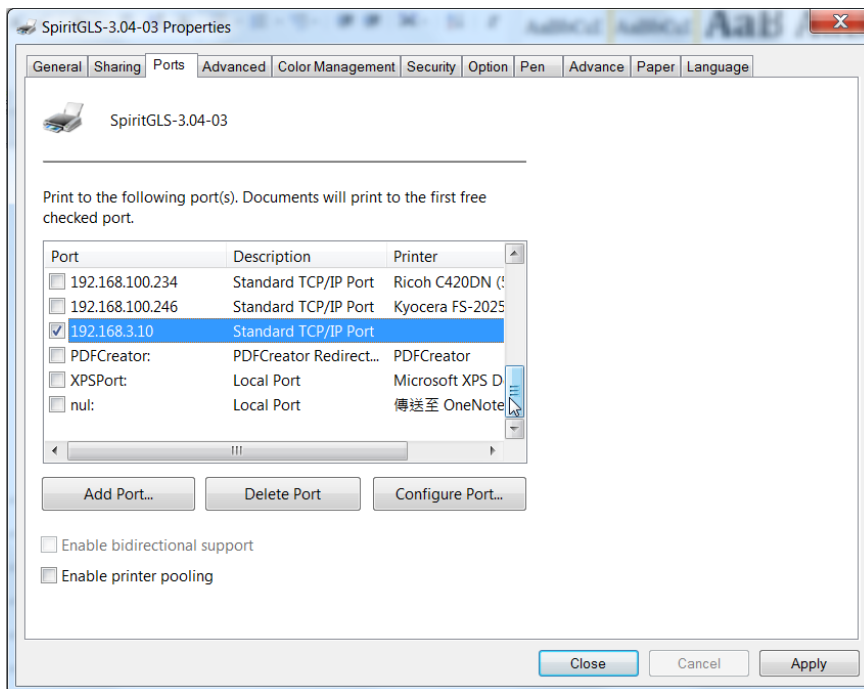 SpiritGLS-3.04-03 Properties
AaBbCcI AaBbCcI AaB
General Sharing Ports Advanced Color Management Security Option Pen Advance Paper Language
SpiritGLS-3.04-03
Print to the following port(s). Documents will print to the first free
checked port.
Port Description Printer
192.168.100.234 Standard TCP/IP Port Ricoh C420DN (
192.168.100.246 Standard TCP/IP Port Kyocera FS-2025
192.168.3.10 Standard TCP/IP Port
PDFCreator: PDFCreator Redirect... PDFCreator
XPSPort: Local Port Microsoft XPS D
nul: Local Port 傳送至 OneNote
Add Port... Delete Port Configure Port...
Enable bidirectional support
Enable printer pooling
Close Cancel Apply